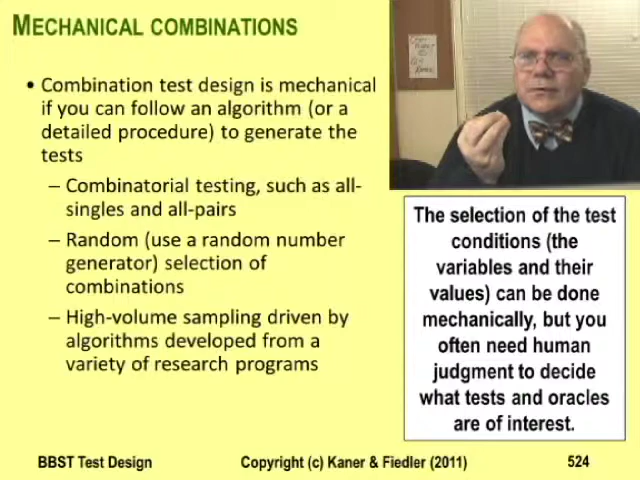 MECHANICAL COMBINATIONS
• Combination test design is mechanical
if you can follow an algorithm (or a
detailed procedure) to generate the
tests
– Combinatorial testing, such as all-
singles and all-pairs
– Random (use a random number
generator) selection of
combinations
– High-volume sampling driven by
algorithms developed from a
variety of research programs
The selection of the test
conditions (the
variables and their
values) can be done
mechanically, but you
often need human
judgment to decide
what tests and oracles
are of interest.
BBST Test Design
Copyright (c) Kaner & Fiedler (2011)
524